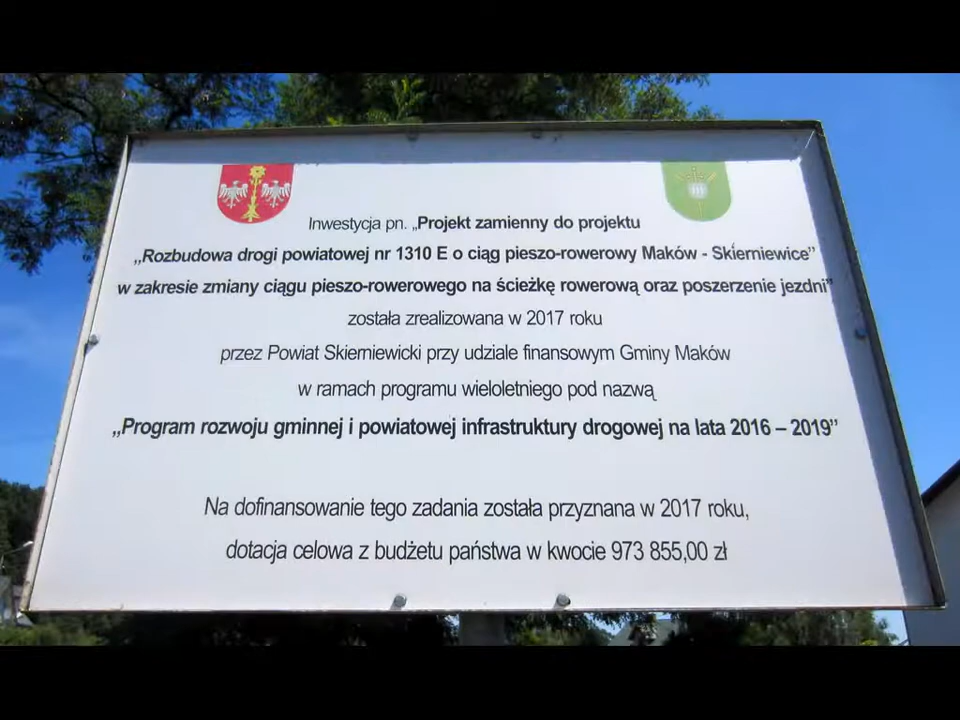 Inwestycja pn. „Projekt zamienny do projektu
„Rozbudowa drogi powiatowej nr 1310 E o ciąg pieszo-rowerowy Maków - Skierniewice”
w zakresie zmiany ciągu pieszo-rowerowego na ścieżkę rowerową oraz poszerzenie jezdni”
została zrealizowana w 2017 roku
przez Powiat Skierniewicki przy udziale finansowym Gminy Maków
w ramach programu wieloletniego pod nazwą
„Program rozwoju gminnej i powiatowej infrastruktury drogowej na lata 2016 – 2019”
Na dofinansowanie tego zadania została przyznana w 2017 roku,
dotacja celowa z budżetu państwa w kwocie 973 855,00 zł